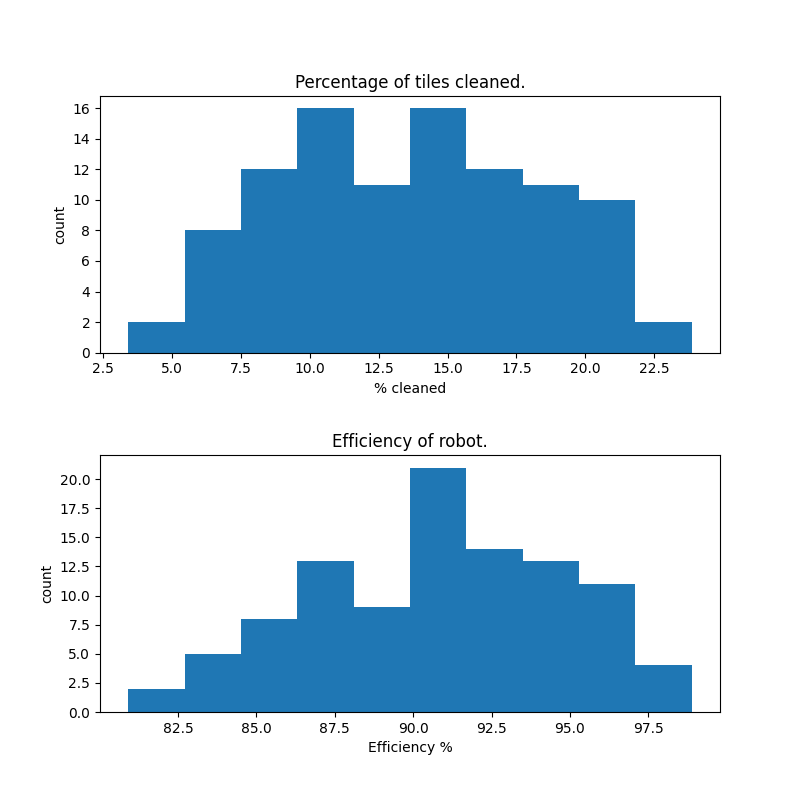 Percentage of tiles cleaned.
16
14
12
10
8
6
4
2
0
count
2.5 5.0 7.5 10.0 12.5 15.0 17.5 20.0 22.5
% cleaned
Efficiency of robot.
20.0
17.5
15.0
12.5
10.0
7.5
5.0
2.5
0.0
count
82.5 85.0 87.5 90.0 92.5 95.0 97.5
Efficiency %